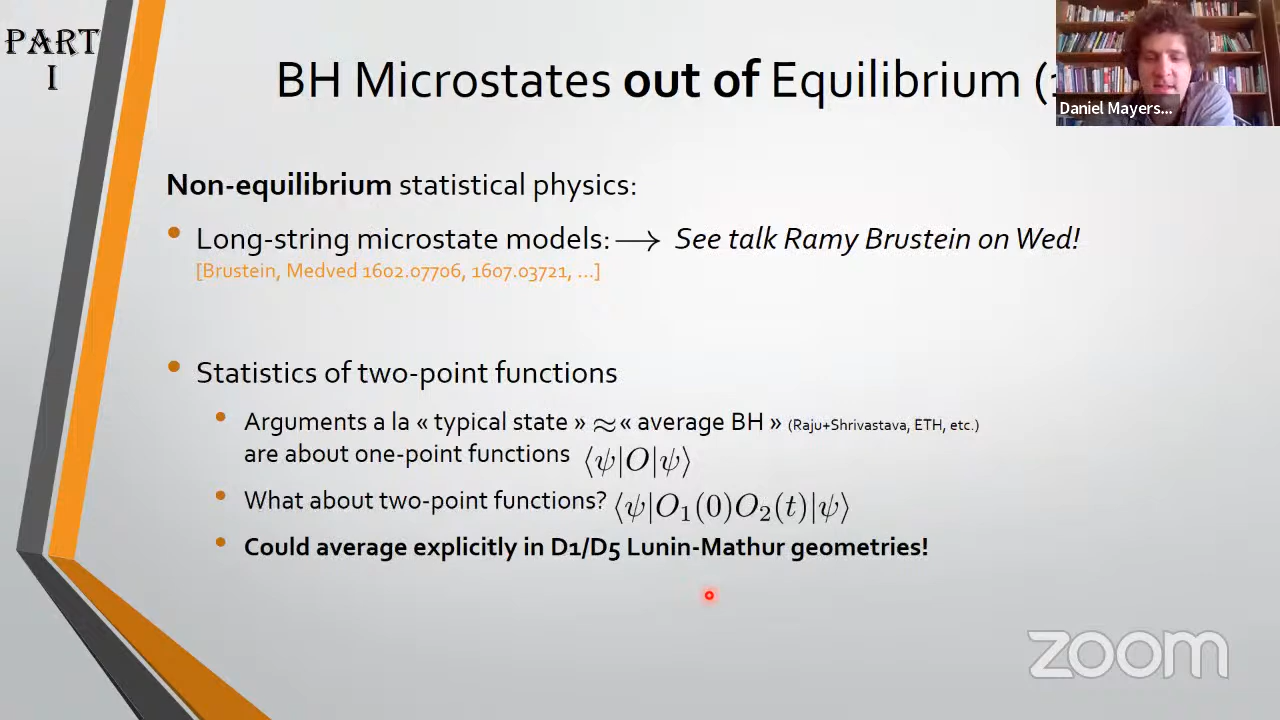 PART
I
BH Microstates out of Equilibrium (1
Daniel Mayers...
Non-equilibrium statistical physics:
• Long-string microstate models: ⟶ See talk Ramy Brustein on Wed!
[Brustein, Medved 1602.07706, 1607.03721, ...]
• Statistics of two-point functions
• Arguments a la « typical state » ≈ « average BH » (Raju+Shrivastava, ETH, etc.)
are about one-point functions ⟨ψ|O|ψ⟩
• What about two-point functions? ⟨ψ|O₁(0)O₂(t)|ψ⟩
• Could average explicitly in D1/D5 Lunin-Mathur geometries!
zoom